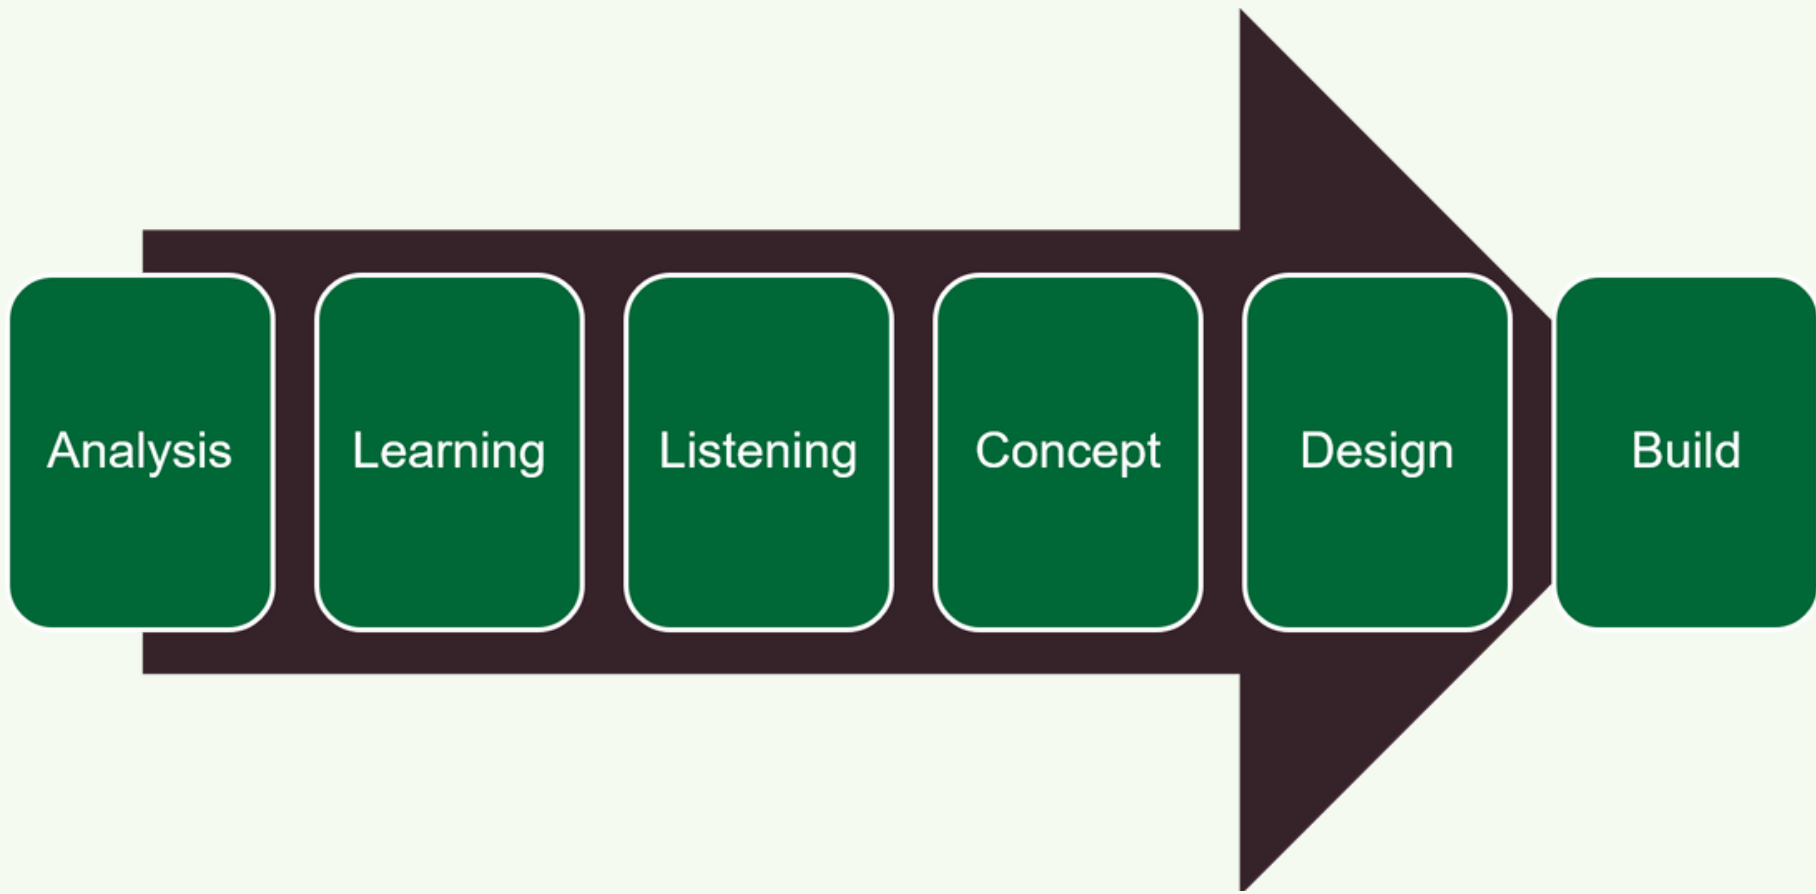 Analysis
Learning
Listening
Concept
Design
Build